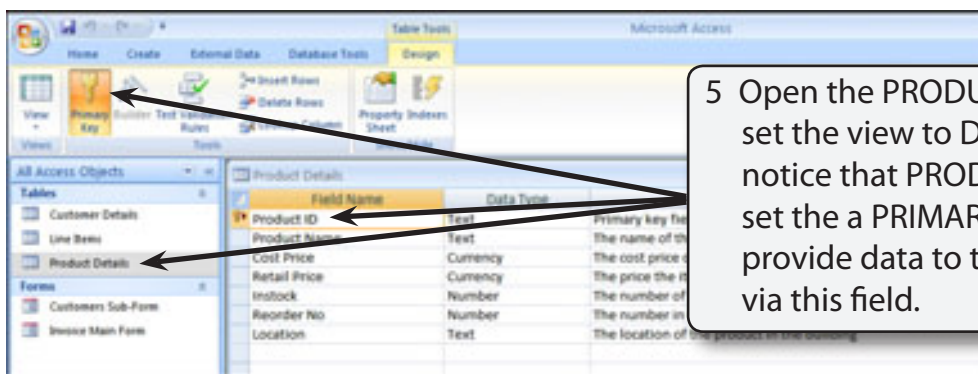 Table Tools
Microsoft Access
Home Create External Data Database Tools Design
Insert Rows
Delete Rows
View Primary Key Builder Test Rules Column Property Sheet Indexes
Views Tools
All Access Objects
Product Details
Tables
Field Name Data Type
Customer Details
Product ID Text Primary key
Line Items
Product Name Text The name of
Product Details
Cost Price Currency The cost price
Forms
Retail Price Currency The price the
Customers Sub-Form
Instock Number The number of
Invoice Main Form
Reorder No Number The number in
Location Text The location of the product in the building
5 Open the PRODU
set the view to D
notice that PROD
set the a PRIMAR
provide data to t
via this field.